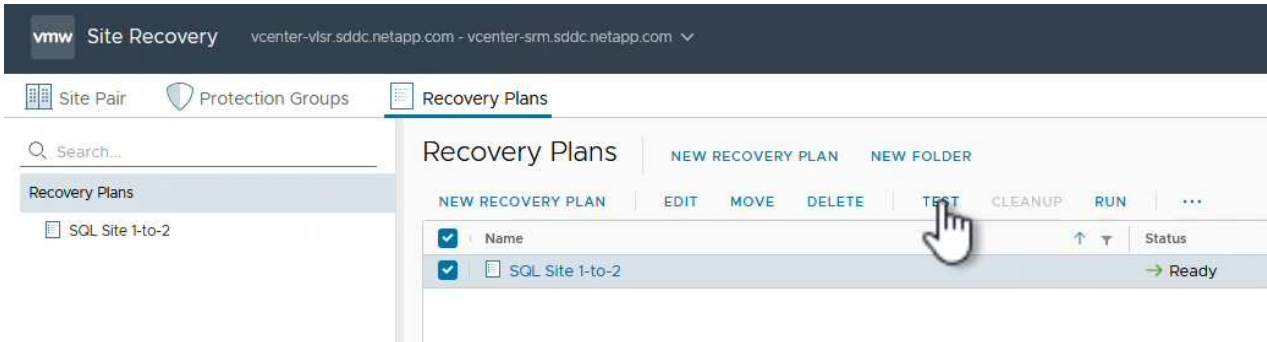 vmw Site Recovery vcenter-vlsr.sddc.netapp.com - vcenter-srm.sddc.netapp.com
Site Pair Protection Groups Recovery Plans
Search...
Recovery Plans
SQL Site 1-to-2
Recovery Plans NEW RECOVERY PLAN NEW FOLDER
NEW RECOVERY PLAN EDIT MOVE DELETE TEST CLEANUP RUN ...
Name Status
SQL Site 1-to-2 Ready